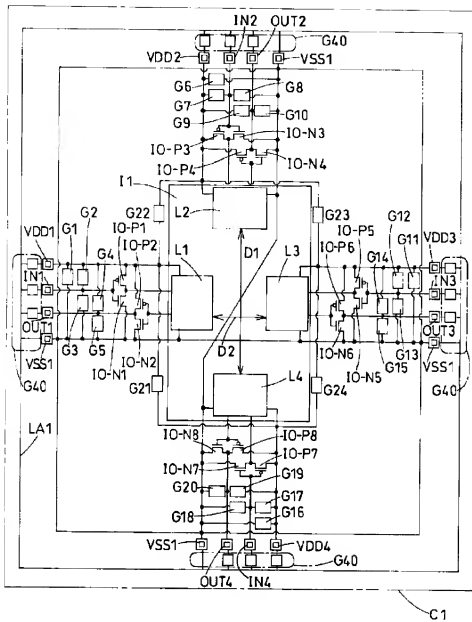 IN2 OUT2
G40
VDD2 VSS1
G6 G8
G7
G9 G10
IO-P3 IO-N3
IO-P4 IO-N4
I1
G22 L2 G23
VDD1 G1 G2 IO-P1 IO-P2 L1 D1 L3 IO-P6 IO-P5 G12 G11 VDD3
G4 G14
IN1 IN3
OUT1 OUT3
G3 G5 IO-N1 IO-N2 D2 IO-N6 IO-N5 G15 G13
VSS1 VSS1
G40 G40
G21 G24
LA1
L4
IO-N8 IO-P8
IO-N7 IO-P7
G20 G19
G18 G17
G16
VSS1 VDD4
OUT4 IN4 G40
C1